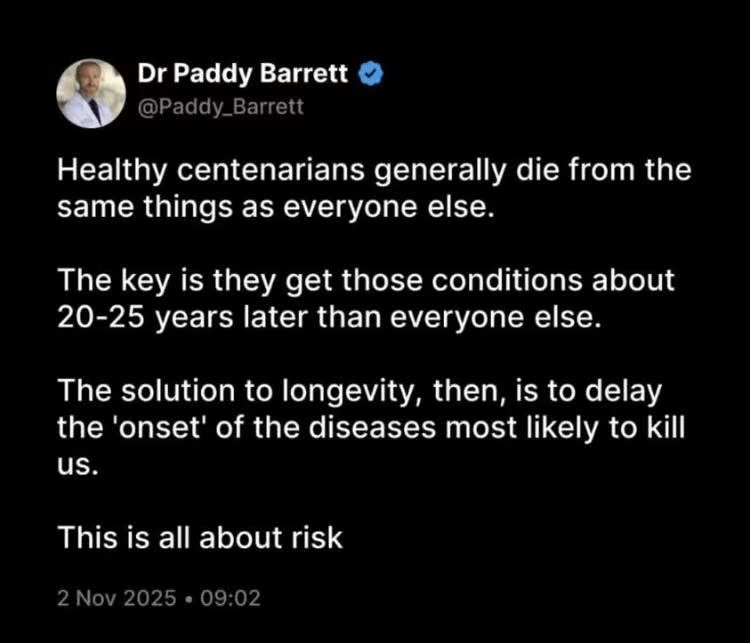 Dr Paddy Barrett
@Paddy_Barrett
Healthy centenarians generally die from the
same things as everyone else.
The key is they get those conditions about
20-25 years later than everyone else.
The solution to longevity, then, is to delay
the 'onset' of the diseases most likely to kill
us.
This is all about risk
2 Nov 2025 • 09:02